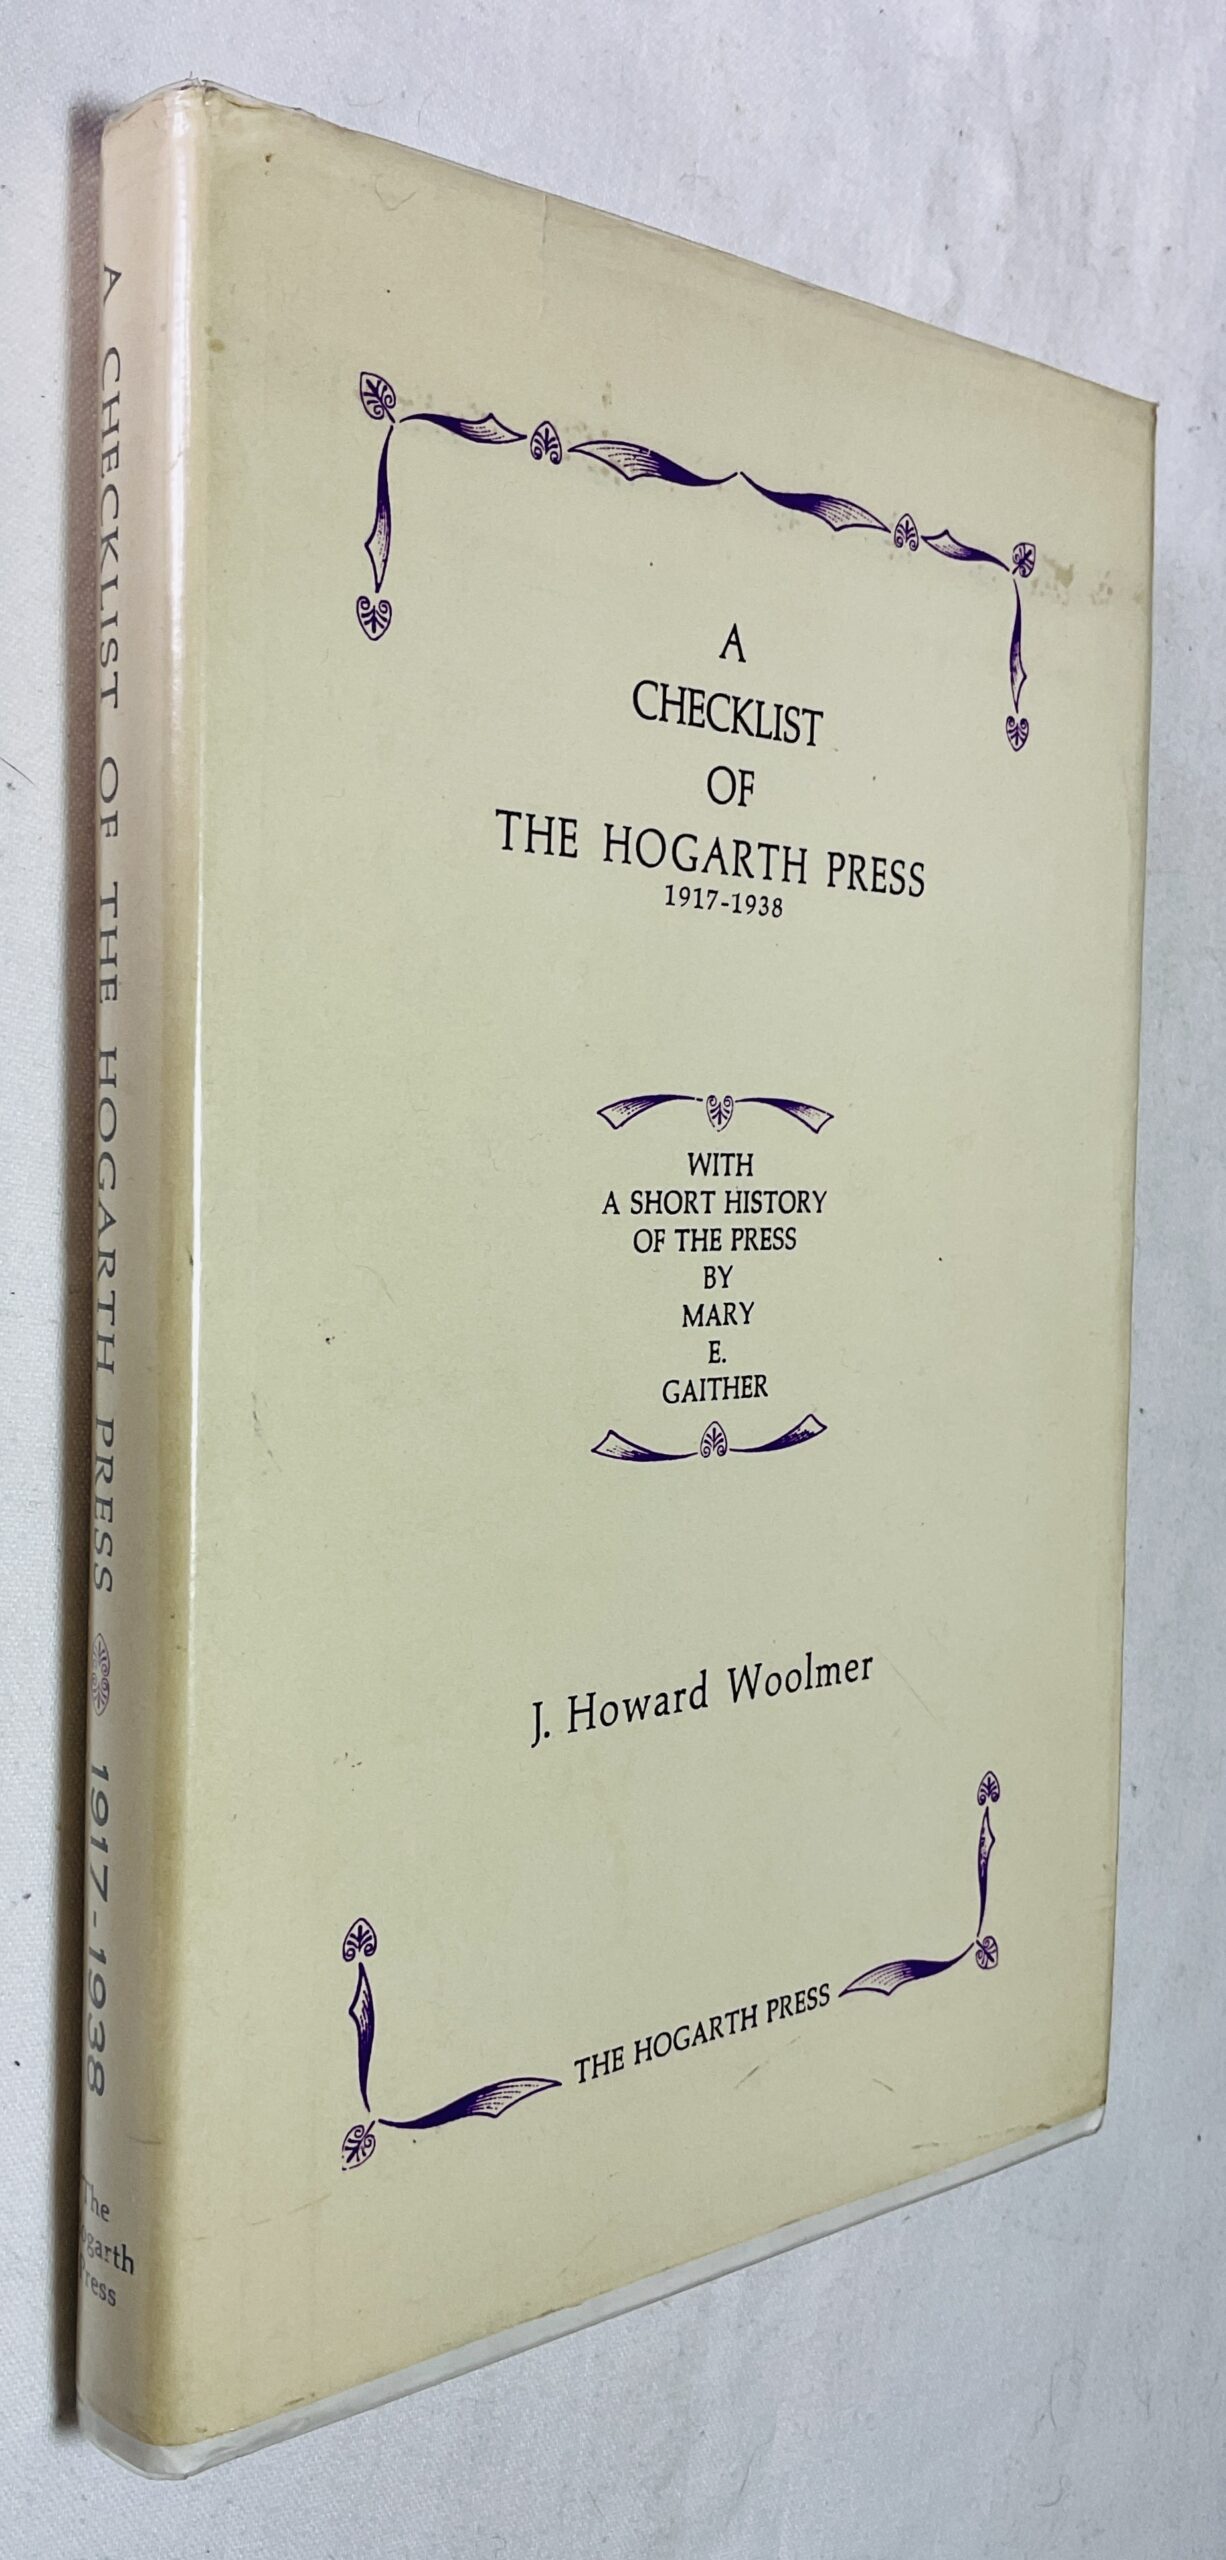 A CHECKLIST OF THE HOGARTH PRESS 1917-1938
The
ogarth
Press
A
CHECKLIST
OF
THE HOGARTH PRESS
1917-1938
WITH
A SHORT HISTORY
OF THE PRESS
BY
MARY
E.
GAITHER
J. Howard Woolmer
THE HOGARTH PRESS